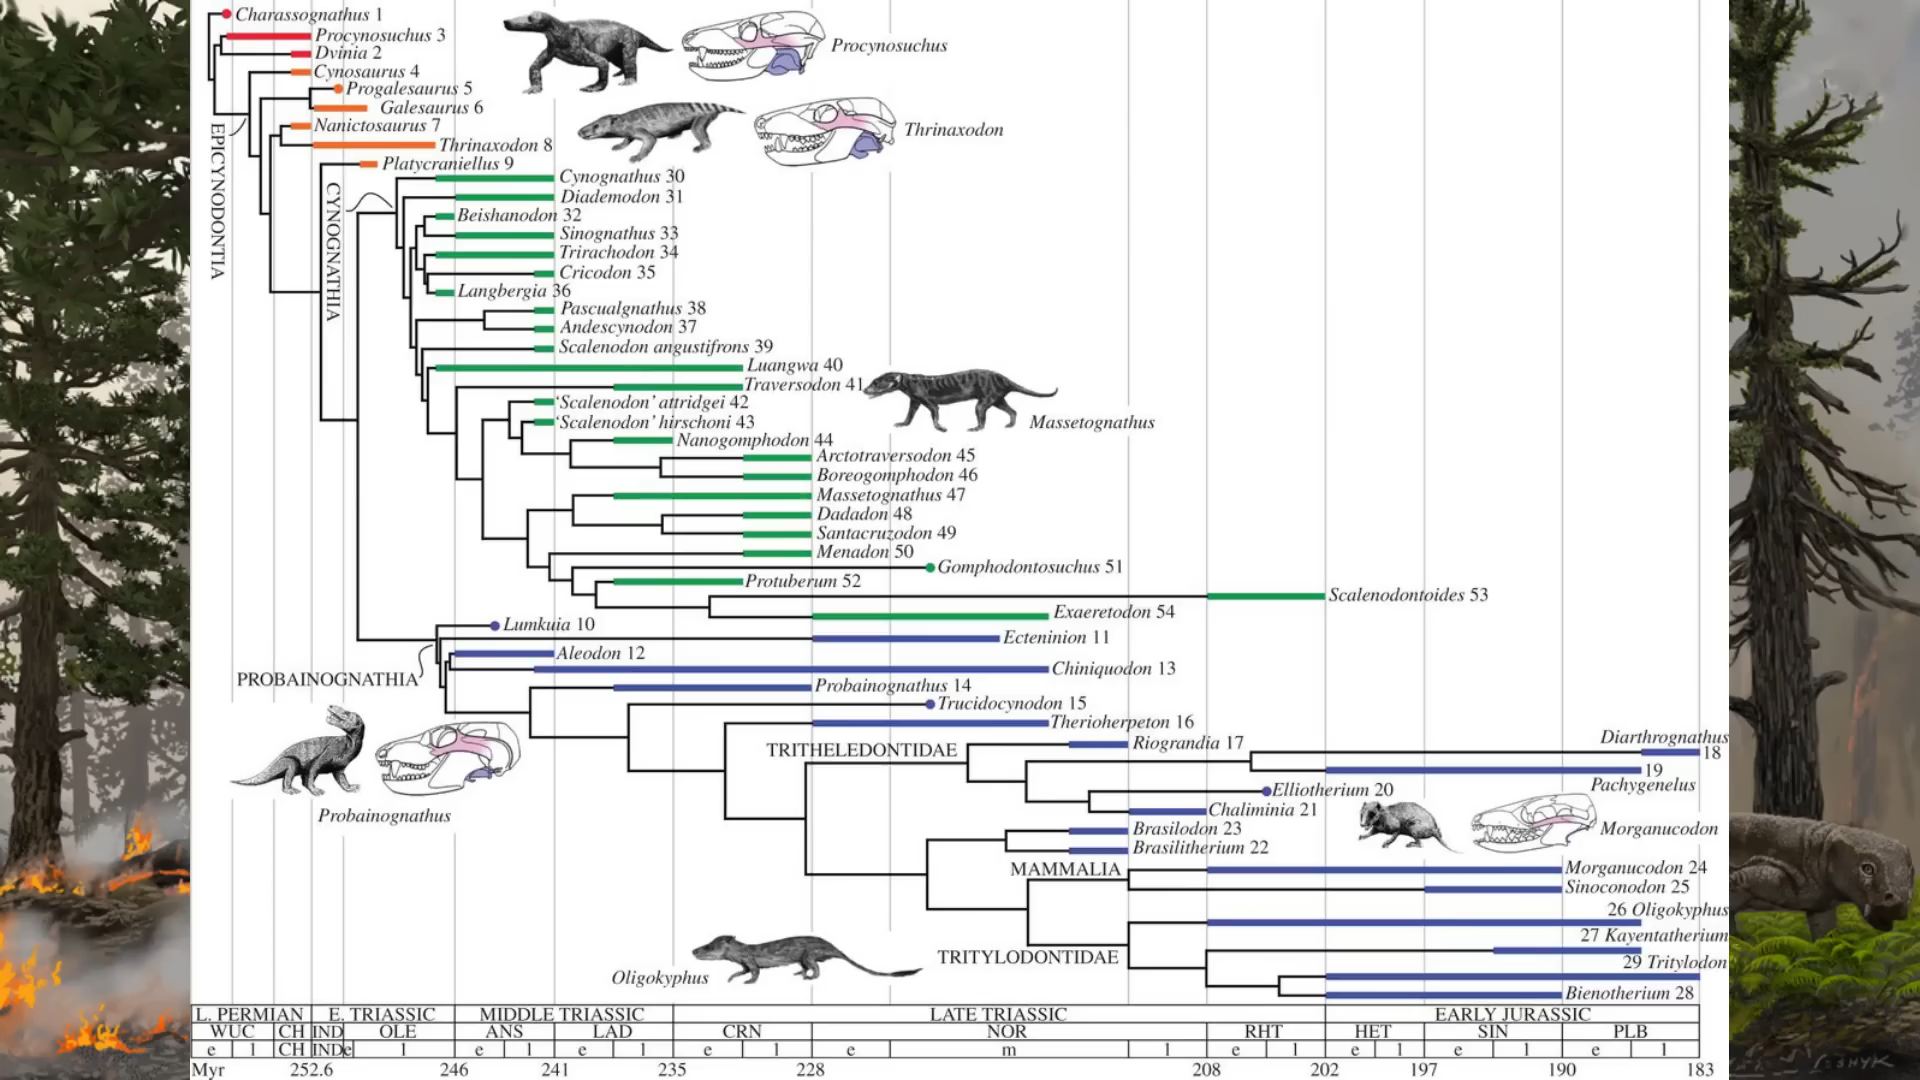 Charassognathus 1
Procynosuchus 3
Dvinia 2
Cynosaurus 4
Progalesaurus 5
Galesaurus 6
Nanictosaurus 7
Thrinaxodon 8
Platycraniellus 9
Procynosuchus
Thrinaxodon
EPICYNODONTIA
CYNOGNATHIA
Cynognathus 30
Diademodon 31
Beishanodon 32
Sinognathus 33
Trirachodon 34
Cricodon 35
Langbergia 36
Pascualgnathus 38
Andescynodon 37
Scalenodon angustifrons 39
Luangwa 40
Traversodon 41
'Scalenodon' attridgei 42
'Scalenodon' hirschoni 43
Massetognathus
Nanogomphodon 44
Arctotraversodon 45
Boreogomphodon 46
Massetognathus 47
Dadadon 48
Santacruzodon 49
Menadon 50
Gomphodontosuchus 51
Protuberum 52
Scalenodontoides 53
Exaeretodon 54
Lumkuia 10
Ecteninion 11
Aleodon 12
Chiniquodon 13
PROBAINOGNATHIA
Probainognathus 14
Trucidocynodon 15
Therioherpeton 16
TRITHELEDONTIDAE
Riograndia 17
Diarthrognathus
18
19
Pachygenelus
Elliotherium 20
Chaliminia 21
Probainognathus
Brasilodon 23
Brasilitherium 22
Morganucodon
MAMMALIA
Morganucodon 24
Sinoconodon 25
26 Oligokyphus
27 Kayentatherium
TRITYLODONTIDAE
29 Tritylodon
Oligokyphus
Bienotherium 28
L. PERMIAN E. TRIASSIC MIDDLE TRIASSIC LATE TRIASSIC EARLY JURASSIC
WUC CH IND OLE ANS LAD CRN NOR RHT HET SIN PLB
e l CH IND e l e l e l e l e m l e l e l e l e l
Myr 252.6 246 241 235 228 208 202 197 190 183